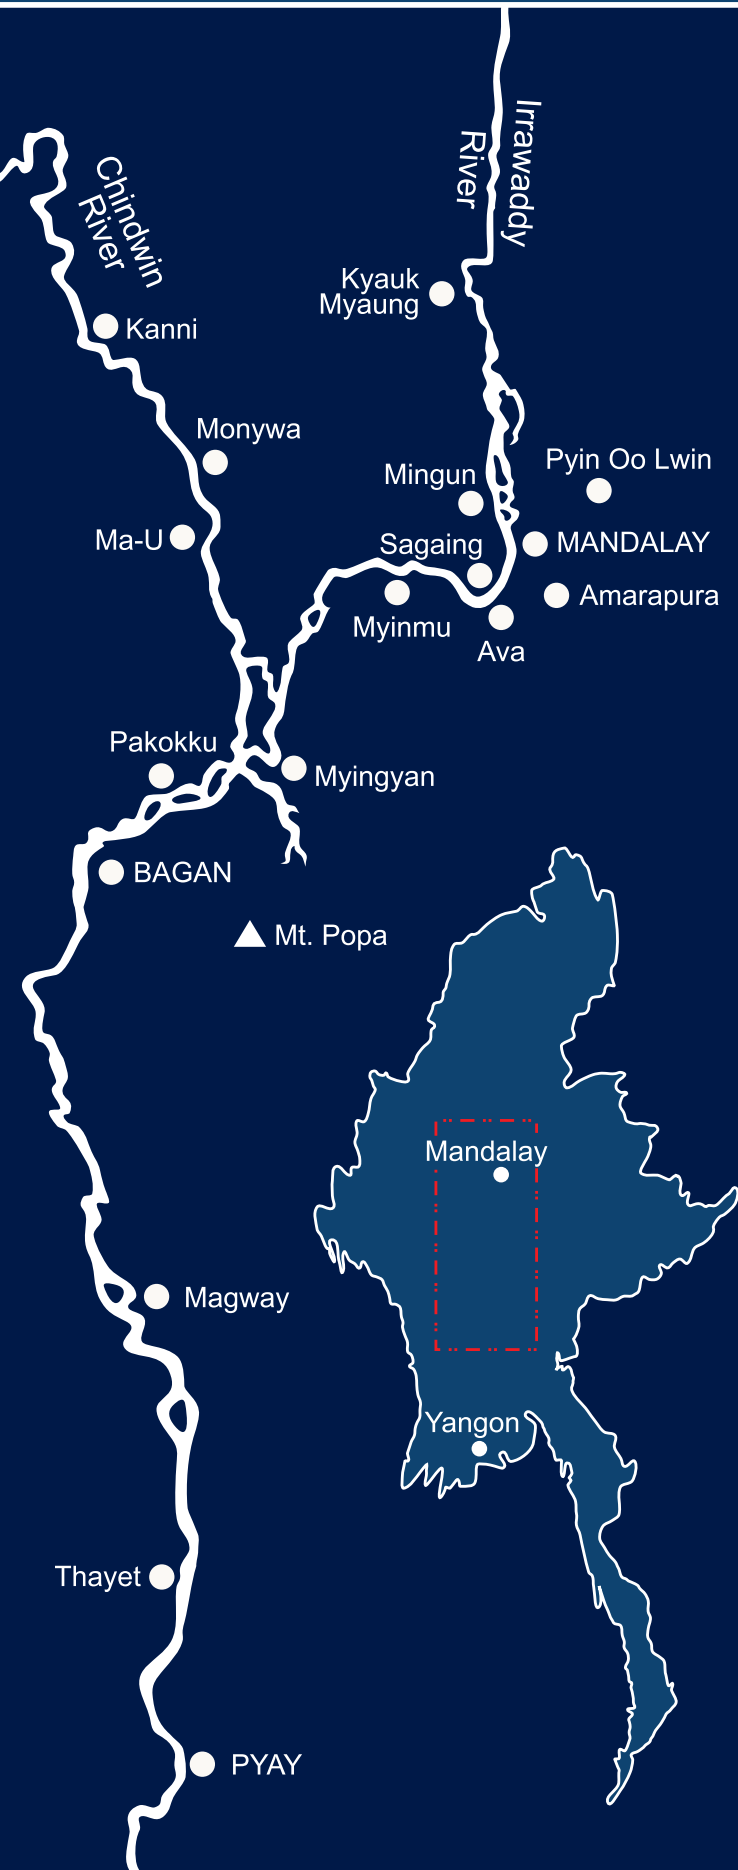 Irrawaddy
River
Chindwin
River
Kyauk
Myaung
Kanni
Monywa
Pyin Oo Lwin
Mingun
Ma-U
Sagaing
MANDALAY
Amarapura
Myinmu
Ava
Pakokku
Myingyan
BAGAN
Mt. Popa
Mandalay
Magway
Yangon
Thayet
PYAY